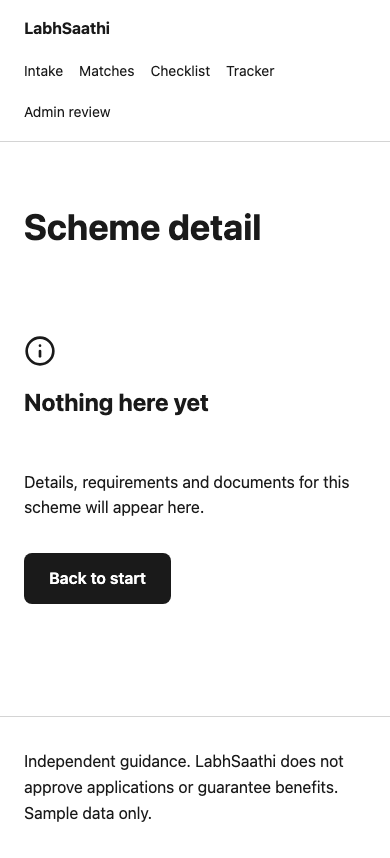 LabhSaathi
Intake Matches Checklist Tracker
Admin review
Scheme detail
Nothing here yet
Details, requirements and documents for this
scheme will appear here.
Back to start
Independent guidance. LabhSaathi does not
approve applications or guarantee benefits.
Sample data only.